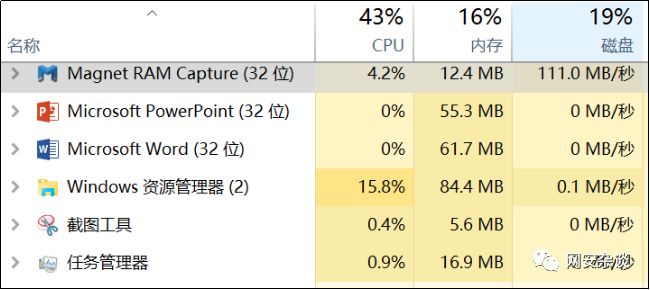 43% 16% 19%
名称 CPU 内存 磁盘
Magnet RAM Capture (32 位) 4.2% 12.4 MB 111.0 MB/秒
Microsoft PowerPoint (32 位) 0% 55.3 MB 0 MB/秒
Microsoft Word (32 位) 0% 61.7 MB 0 MB/秒
Windows 资源管理器 (2) 15.8% 84.4 MB 0.1 MB/秒
截图工具 0.4% 5.6 MB 0 MB/秒
任务管理器 0.9% 16.9 MB MB/秒
网安杂谈